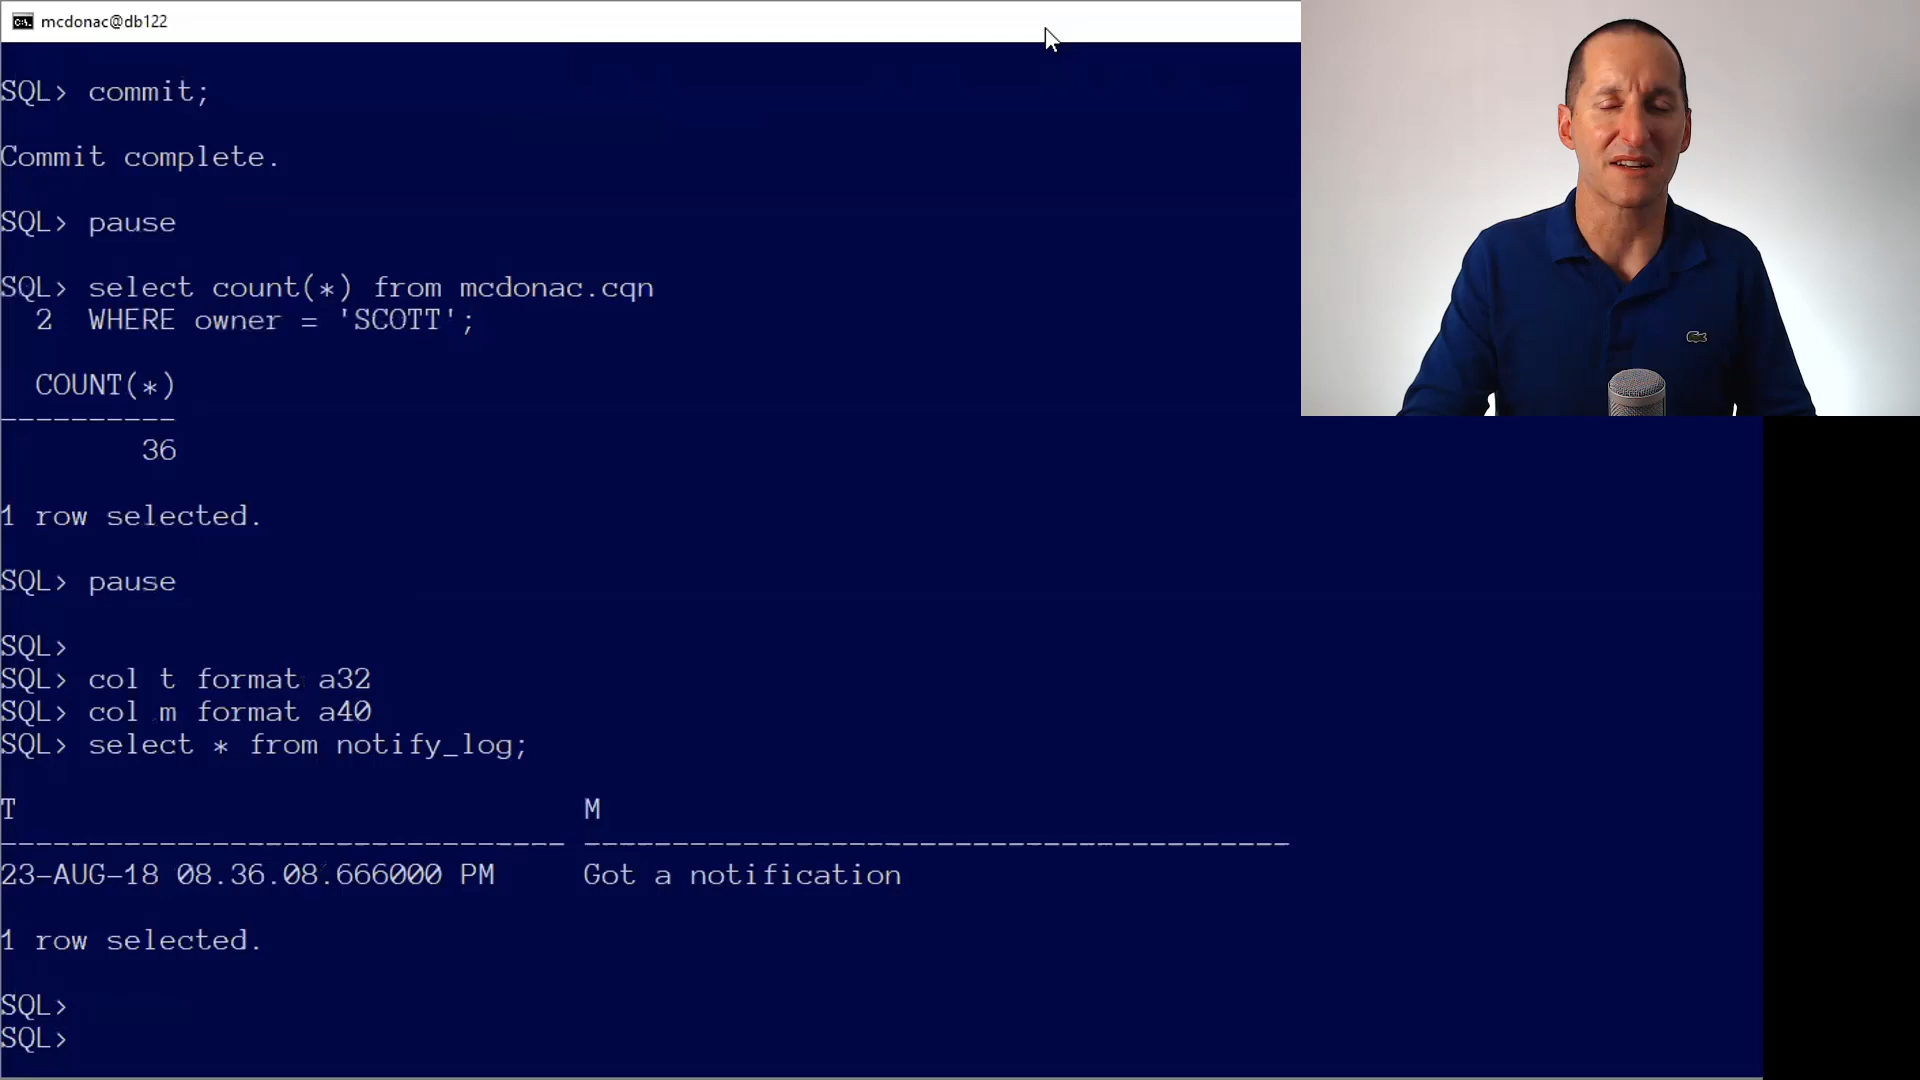 mcdonac@db122
SQL> commit;
Commit complete.
SQL> pause
SQL> select count(*) from mcdonac.cqn
2 WHERE owner = 'SCOTT';
COUNT(*)
----------
36
1 row selected.
SQL> pause
SQL>
SQL> col t format a32
SQL> col m format a40
SQL> select * from notify_log;
T M
-------------------------------- ----------------------------------------
23-AUG-18 08.36.08.666000 PM Got a notification
1 row selected.
SQL>
SQL>